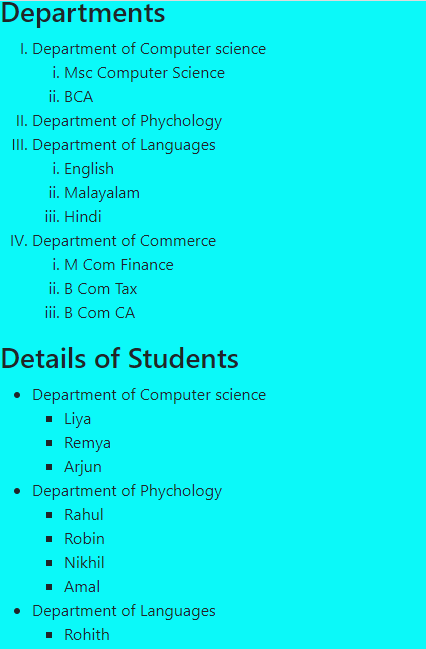 Departments
I. Department of Computer science
i. Msc Computer Science
ii. BCA
II. Department of Phychology
III. Department of Languages
i. English
ii. Malayalam
iii. Hindi
IV. Department of Commerce
i. M Com Finance
ii. B Com Tax
iii. B Com CA
Details of Students
• Department of Computer science
▪ Liya
▪ Remya
▪ Arjun
• Department of Phychology
▪ Rahul
▪ Robin
▪ Nikhil
▪ Amal
• Department of Languages
▪ Rohith